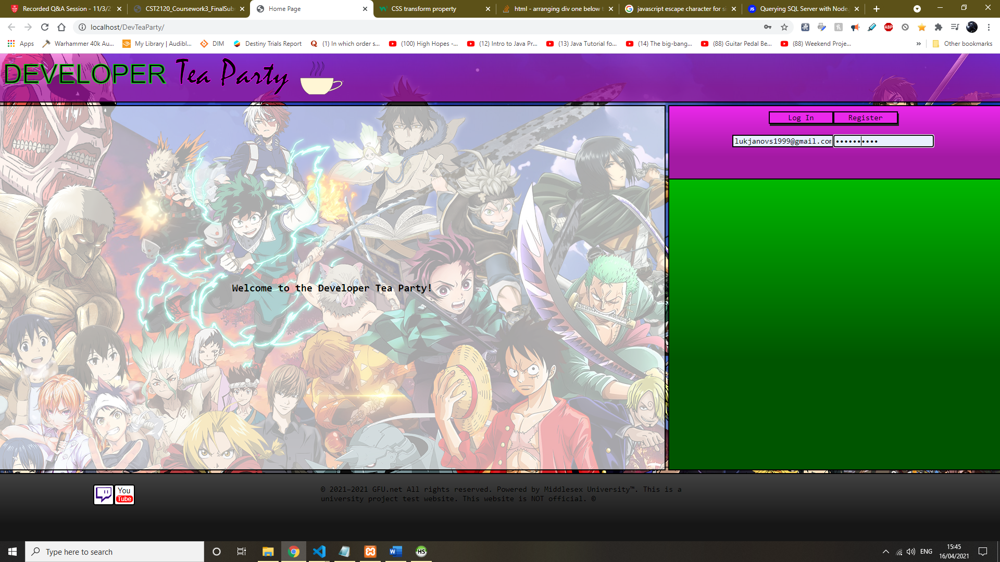 Recorded Q&A Session - 11/3/2
CST2120_Coursework3_FinalSub
Home Page
CSS transform property
html - arranging div one below t
javascript escape character for si
Querying SQL Server with Node.
localhost/DevTeaParty/
Apps
Warhammer 40k Au...
My Library | Audibl...
DIM
Destiny Trials Report
(1) In which order s...
(100) High Hopes -...
(12) Intro to Java Pr...
(13) Java Tutorial fo...
(14) The big-bang...
(88) Guitar Pedal Be...
(88) Weekend Proje...
»
Other bookmarks
DEVELOPER Tea Party
Log In
Register
lukjanovs1999@gmail.com
••••••••••
Welcome to the Developer Tea Party!
You
Tube
© 2021-2021 GFU.net All rights reserved. Powered by Middlesex University™. This is a
university project test website. This website is NOT official. ©
Type here to search
HS
ENG
15:45
16/04/2021